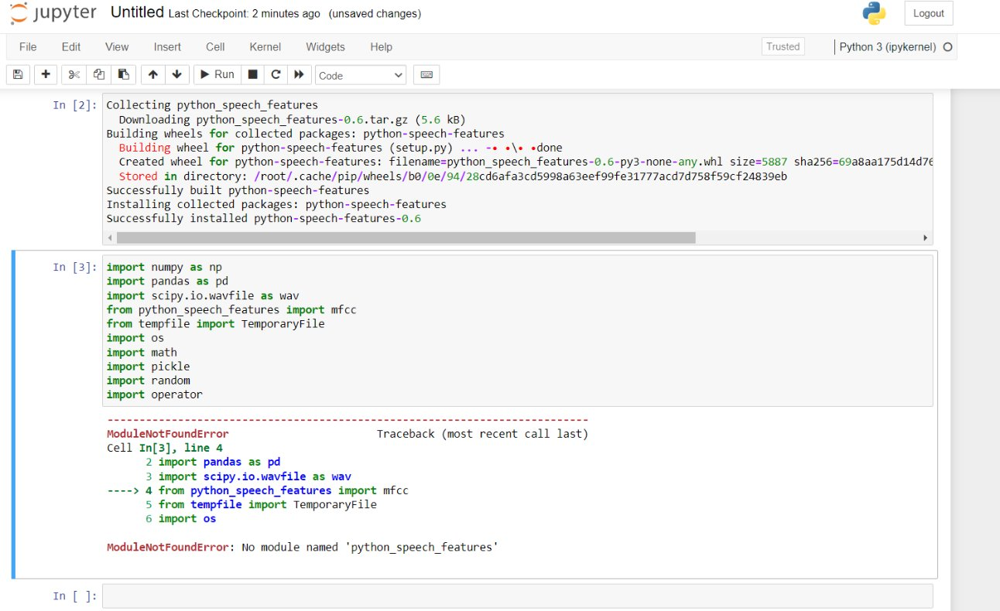 jupyter Untitled Last Checkpoint: 2 minutes ago (unsaved changes) Logout
File Edit View Insert Cell Kernel Widgets Help Trusted Python 3 (ipykernel)
Run Code
In [2]: Collecting python_speech_features
Downloading python_speech_features-0.6.tar.gz (5.6 kB)
Building wheels for collected packages: python-speech-features
Building wheel for python-speech-features (setup.py) ... -• •\• •done
Created wheel for python-speech-features: filename=python_speech_features-0.6-py3-none-any.whl size=5887 sha256=69a8aa175d14d76
Stored in directory: /root/.cache/pip/wheels/b0/0e/94/28cd6afa3cd5998a63eef99fe31777acd7d758f59cf24839eb
Successfully built python-speech-features
Installing collected packages: python-speech-features
Successfully installed python-speech-features-0.6
In [3]: import numpy as np
import pandas as pd
import scipy.io.wavfile as wav
from python_speech_features import mfcc
from tempfile import TemporaryFile
import os
import math
import pickle
import random
import operator
---------------------------------------------------------------------------
ModuleNotFoundError Traceback (most recent call last)
Cell In[3], line 4
2 import pandas as pd
3 import scipy.io.wavfile as wav
----> 4 from python_speech_features import mfcc
5 from tempfile import TemporaryFile
6 import os
ModuleNotFoundError: No module named 'python_speech_features'
In [ ]: